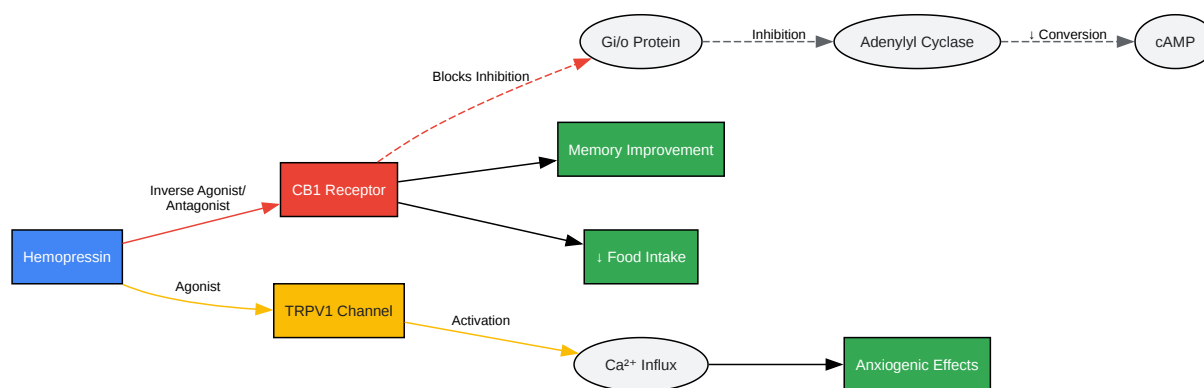 Gi/o Protein
Inhibition
Adenylyl Cyclase
↓ Conversion
cAMP
Blocks Inhibition
Memory Improvement
Inverse Agonist/
Antagonist
CB1 Receptor
Hemopressin
↓ Food Intake
Agonist
TRPV1 Channel
Activation
Ca²⁺ Influx
Anxiogenic Effects